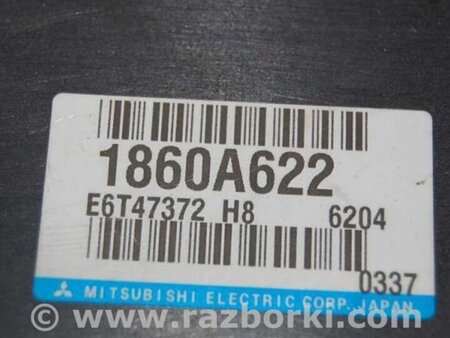 1860A622
E6T47372 H8 6204
0337
MITSUBISHI ELECTRIC CORP. JAPAN
© www.razborki.com